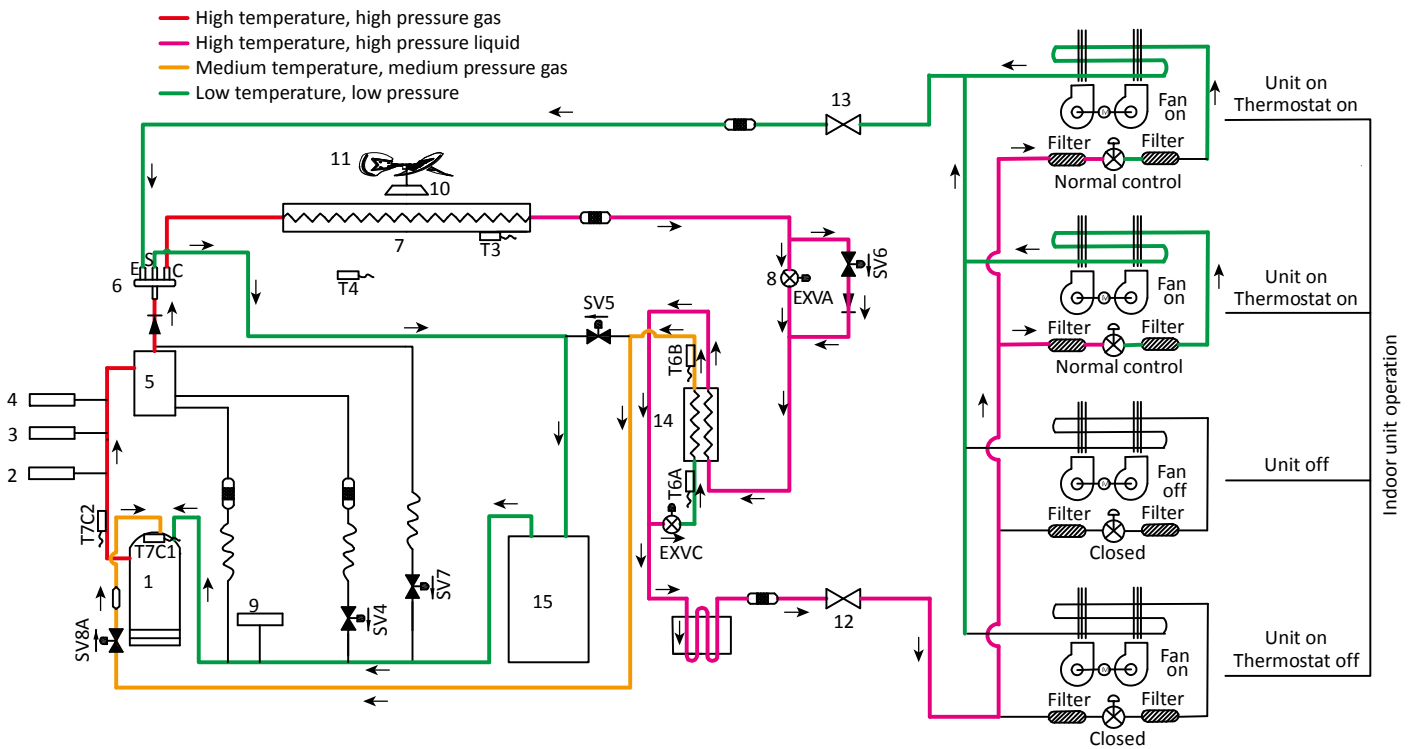 High temperature, high pressure gas
High temperature, high pressure liquid
Medium temperature, medium pressure gas
Low temperature, low pressure
13
11
10
7
T3
T4
E
S
C
6
8
EXVA
SV6
SV5
T6B
14
T6A
EXVC
5
4
3
2
T7C2
T7C1
1
SV8A
9
SV4
SV7
15
12
M
Fan
on
Filter
Filter
Normal control
Unit on
Thermostat on
M
Fan
on
Filter
Filter
Normal control
Unit on
Thermostat on
M
Fan
off
Filter
Filter
Closed
Unit off
M
Fan
on
Filter
Filter
Closed
Unit on
Thermostat off
Indoor unit operation